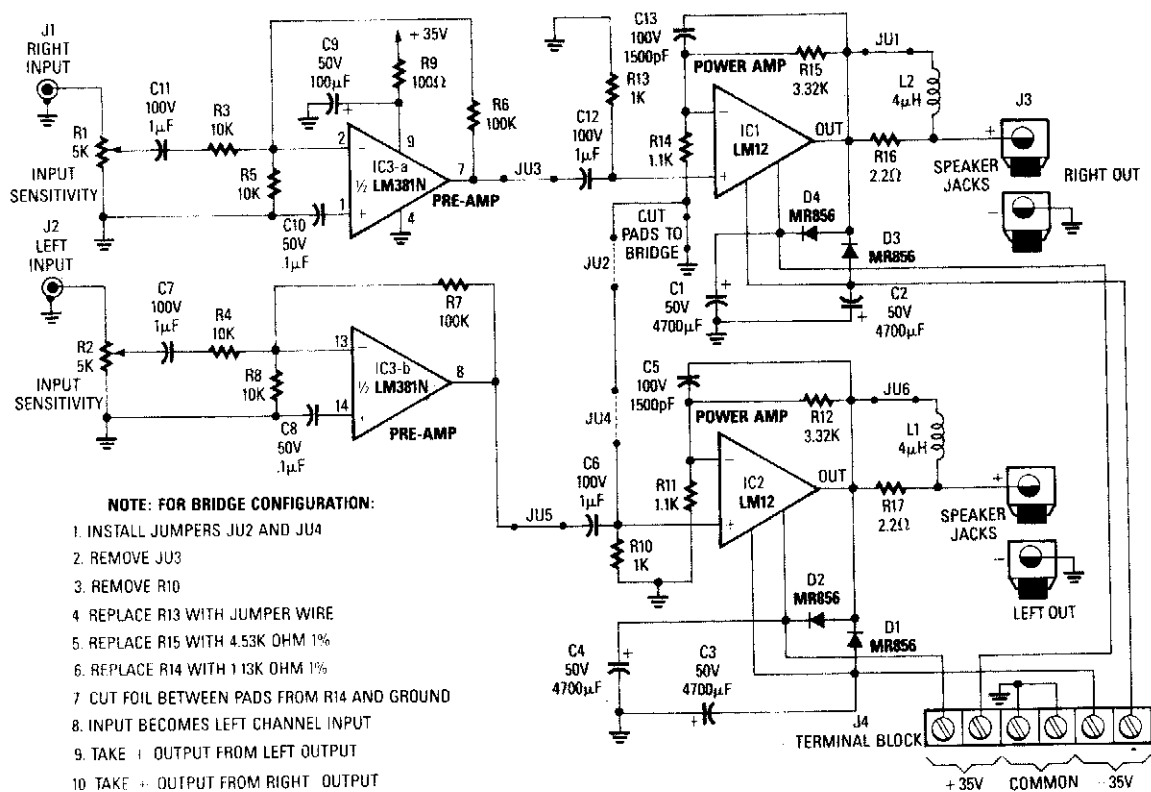 J1
RIGHT
INPUT
R1
5K
INPUT
SENSITIVITY
C11
100V
1µF
R3
10K
R5
10K
C10
50V
.1µF
C9
50V
100µF
+35V
R9
100Ω
R6
100K
2
−
9
IC3-a
½ LM381N
1
+
4
7
PRE-AMP
JU3
C12
100V
1µF
R13
1K
C13
100V
1500pF
POWER AMP
R15
3.32K
JU1
L2
4µH
R14
1.1K
−
IC1
LM12
+
OUT
R16
2.2Ω
J3
+
SPEAKER
JACKS
RIGHT OUT
−
CUT
PADS TO
BRIDGE
JU2
D4
MR856
D3
MR856
C1
50V
4700µF
+
C2
50V
4700µF
+
J2
LEFT
INPUT
R2
5K
INPUT
SENSITIVITY
C7
100V
1µF
R4
10K
R8
10K
C8
50V
.1µF
R7
100K
13
−
IC3-b
½ LM381N
14
+
8
PRE-AMP
JU4
JU5
C6
100V
1µF
R10
1K
C5
100V
1500pF
POWER AMP
R12
3.32K
JU6
L1
4µH
R11
1.1K
−
IC2
LM12
+
OUT
R17
2.2Ω
+
SPEAKER
JACKS
−
LEFT OUT
D2
MR856
D1
MR856
C4
50V
4700µF
+
C3
50V
4700µF
+
J4
TERMINAL BLOCK
+35V
COMMON
-35V
NOTE: FOR BRIDGE CONFIGURATION:
1. INSTALL JUMPERS JU2 AND JU4
2. REMOVE JU3
3. REMOVE R10
4 REPLACE R13 WITH JUMPER WIRE
5. REPLACE R15 WITH 4.53K OHM 1%
6. REPLACE R14 WITH 1.13K OHM 1%
7 CUT FOIL BETWEEN PADS FROM R14 AND GROUND
8. INPUT BECOMES LEFT CHANNEL INPUT
9. TAKE OUTPUT FROM LEFT OUTPUT
10 TAKE OUTPUT FROM RIGHT OUTPUT